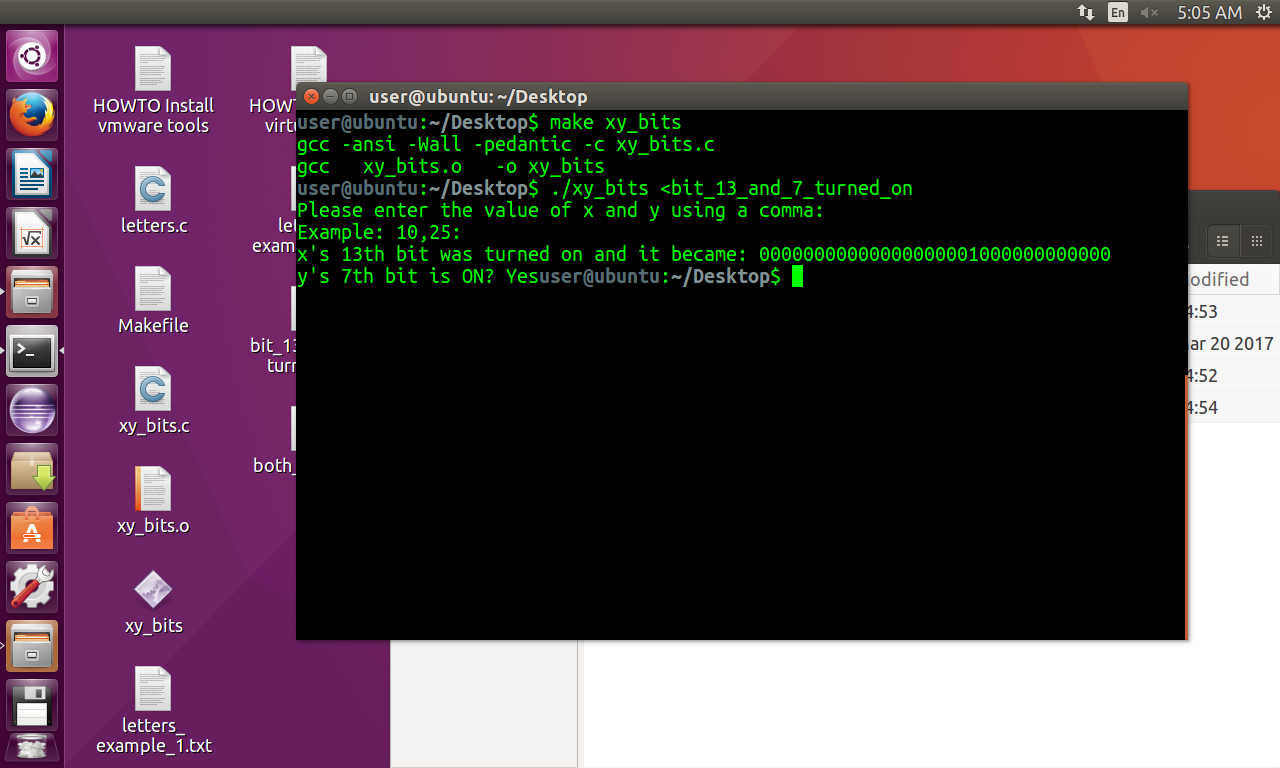 En
5:05 AM
HOWTO Install
vmware tools
letters.c
Makefile
xy_bits.c
xy_bits.o
xy_bits
letters_
example_1.txt
HOWT
virtu
le
exam
bit_13
turn
both_
user@ubuntu: ~/Desktop
user@ubuntu:~/Desktop$ make xy_bits
gcc -ansi -Wall -pedantic -c xy_bits.c
gcc   xy_bits.o   -o xy_bits
user@ubuntu:~/Desktop$ ./xy_bits <bit_13_and_7_turned_on
Please enter the value of x and y using a comma:
Example: 10,25:
x's 13th bit was turned on and it became: 00000000000000000001000000000000
y's 7th bit is ON? Yesuser@ubuntu:~/Desktop$
odified
4:53
ar 20 2017
4:52
4:54